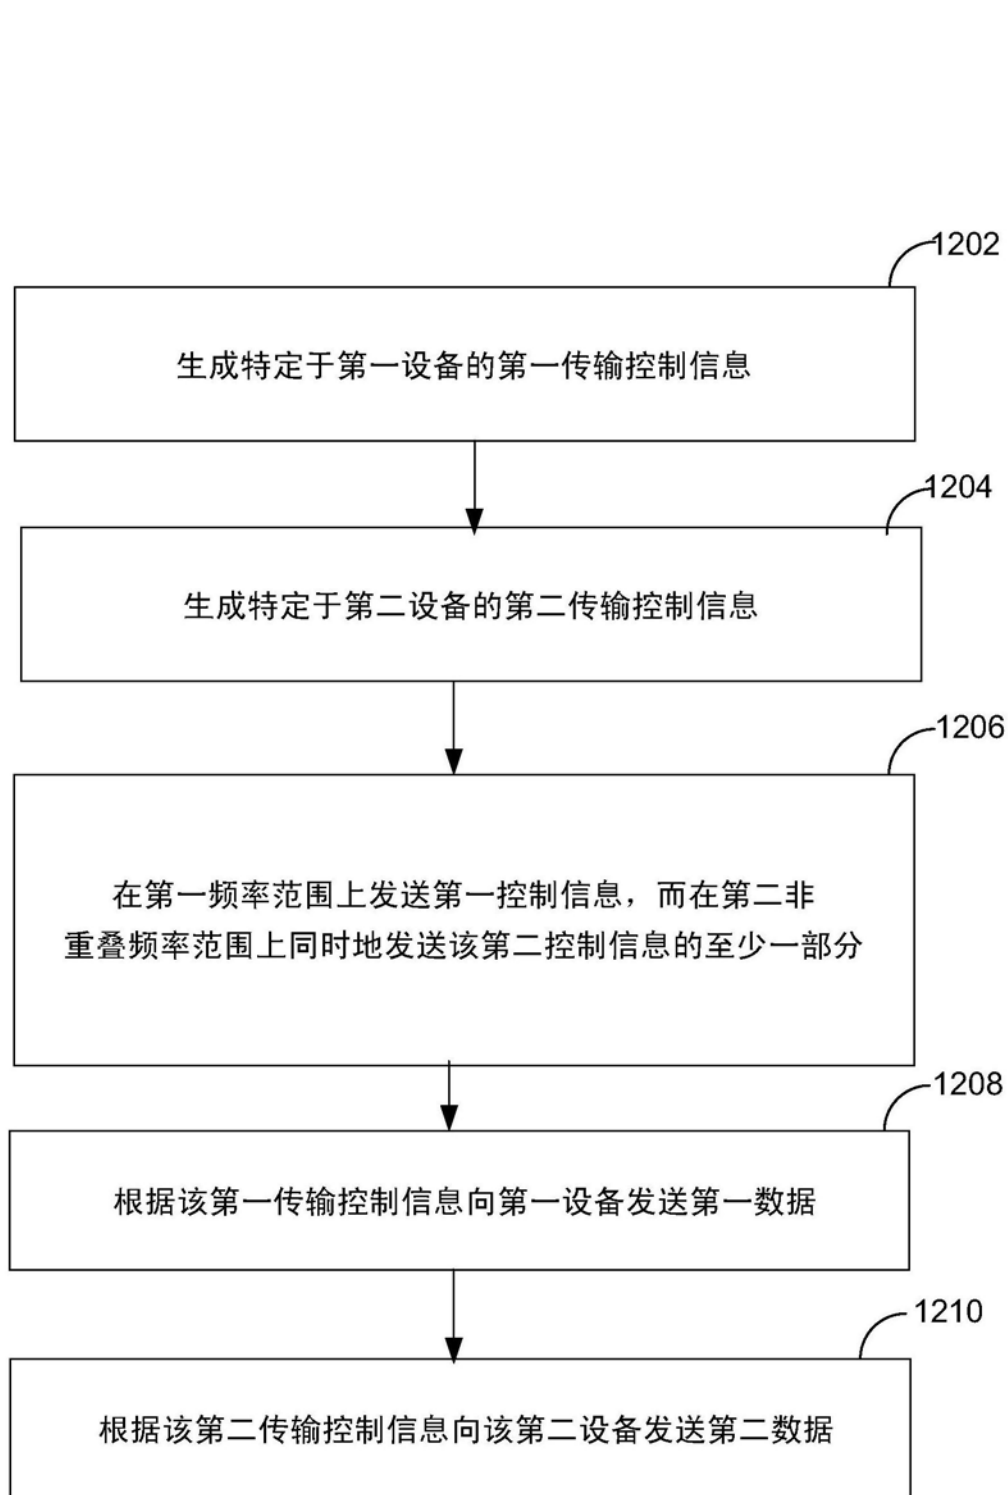 1202
生成特定于第一设备的第一传输控制信息
1204
生成特定于第二设备的第二传输控制信息
1206
在第一频率范围上发送第一控制信息，而在第二非
重叠频率范围上同时地发送该第二控制信息的至少一部分
1208
根据该第一传输控制信息向第一设备发送第一数据
1210
根据该第二传输控制信息向该第二设备发送第二数据